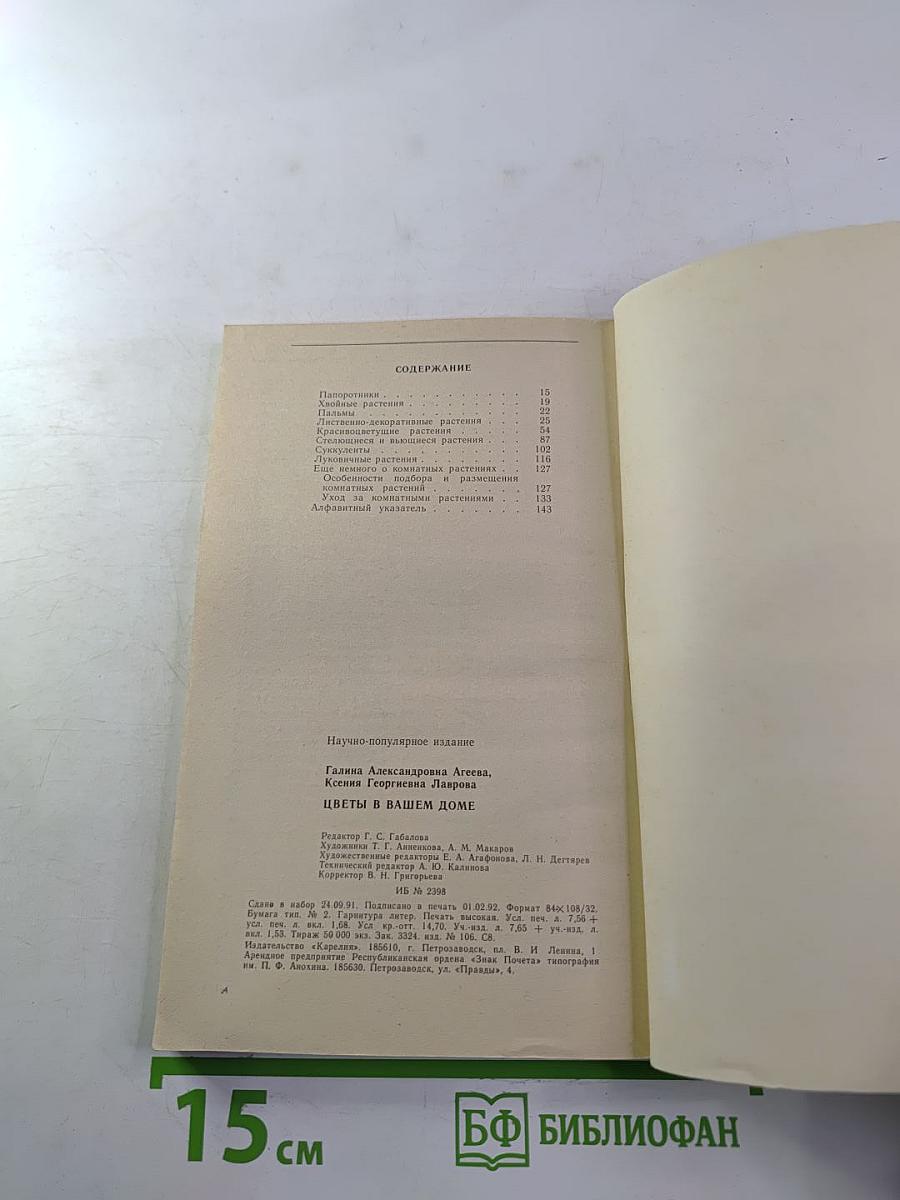 СОДЕРЖАНИЕ
Папоротники . . . . . . . . . . . 15
Хвойные растения . . . . . . . . . 19
Пальмы . . . . . . . . . . . . 22
Лиственно-декоративные растения . . . 25
Красивоцветущие растения . . . . . 54
Стелющиеся и вьющиеся растения . . . 87
Суккуленты . . . . . . . . . . . 102
Луковичные растения . . . . . . . . 116
Еще немного о комнатных растениях . . 127
Особенности подбора и размещения
комнатных растений . . . . . . . 127
Уход за комнатными растениями . . 133
Алфавитный указатель . . . . . . . 143
Научно-популярное издание
Галина Александровна Агеева,
Ксения Георгиевна Лаврова
ЦВЕТЫ В ВАШЕМ ДОМЕ
Редактор Г. С. Габалова
Художники Т. Г. Анненкова, А. М. Макаров
Художественные редакторы Е. А. Агафонова, Л. Н. Дегтярев
Технический редактор А. Ю. Калинова
Корректор В. Н. Григорьева
ИБ № 2398
Сдано в набор 24.09.91. Подписано в печать 01.02.92. Формат 84×108/32.
Бумага тип. № 2. Гарнитура литер. Печать высокая. Усл. печ. л. 7,56 +
усл. печ. л. вкл. 1,68. Усл кр.-отт. 14,70. Уч.-изд. л. 7,65 + уч.-изд. л.
вкл. 1,53. Тираж 50 000 экз. Зак. 3324. изд. № 106. С8.
Издательство «Карелия». 185610, г. Петрозаводск, пл. В. И Ленина, 1
Арендное предприятие Республиканская ордена «Знак Почета» типография
им. П. Ф. Анохина. 185630. Петрозаводск, ул. «Правды», 4.
А
15 см
БФ БИБЛИОФАН